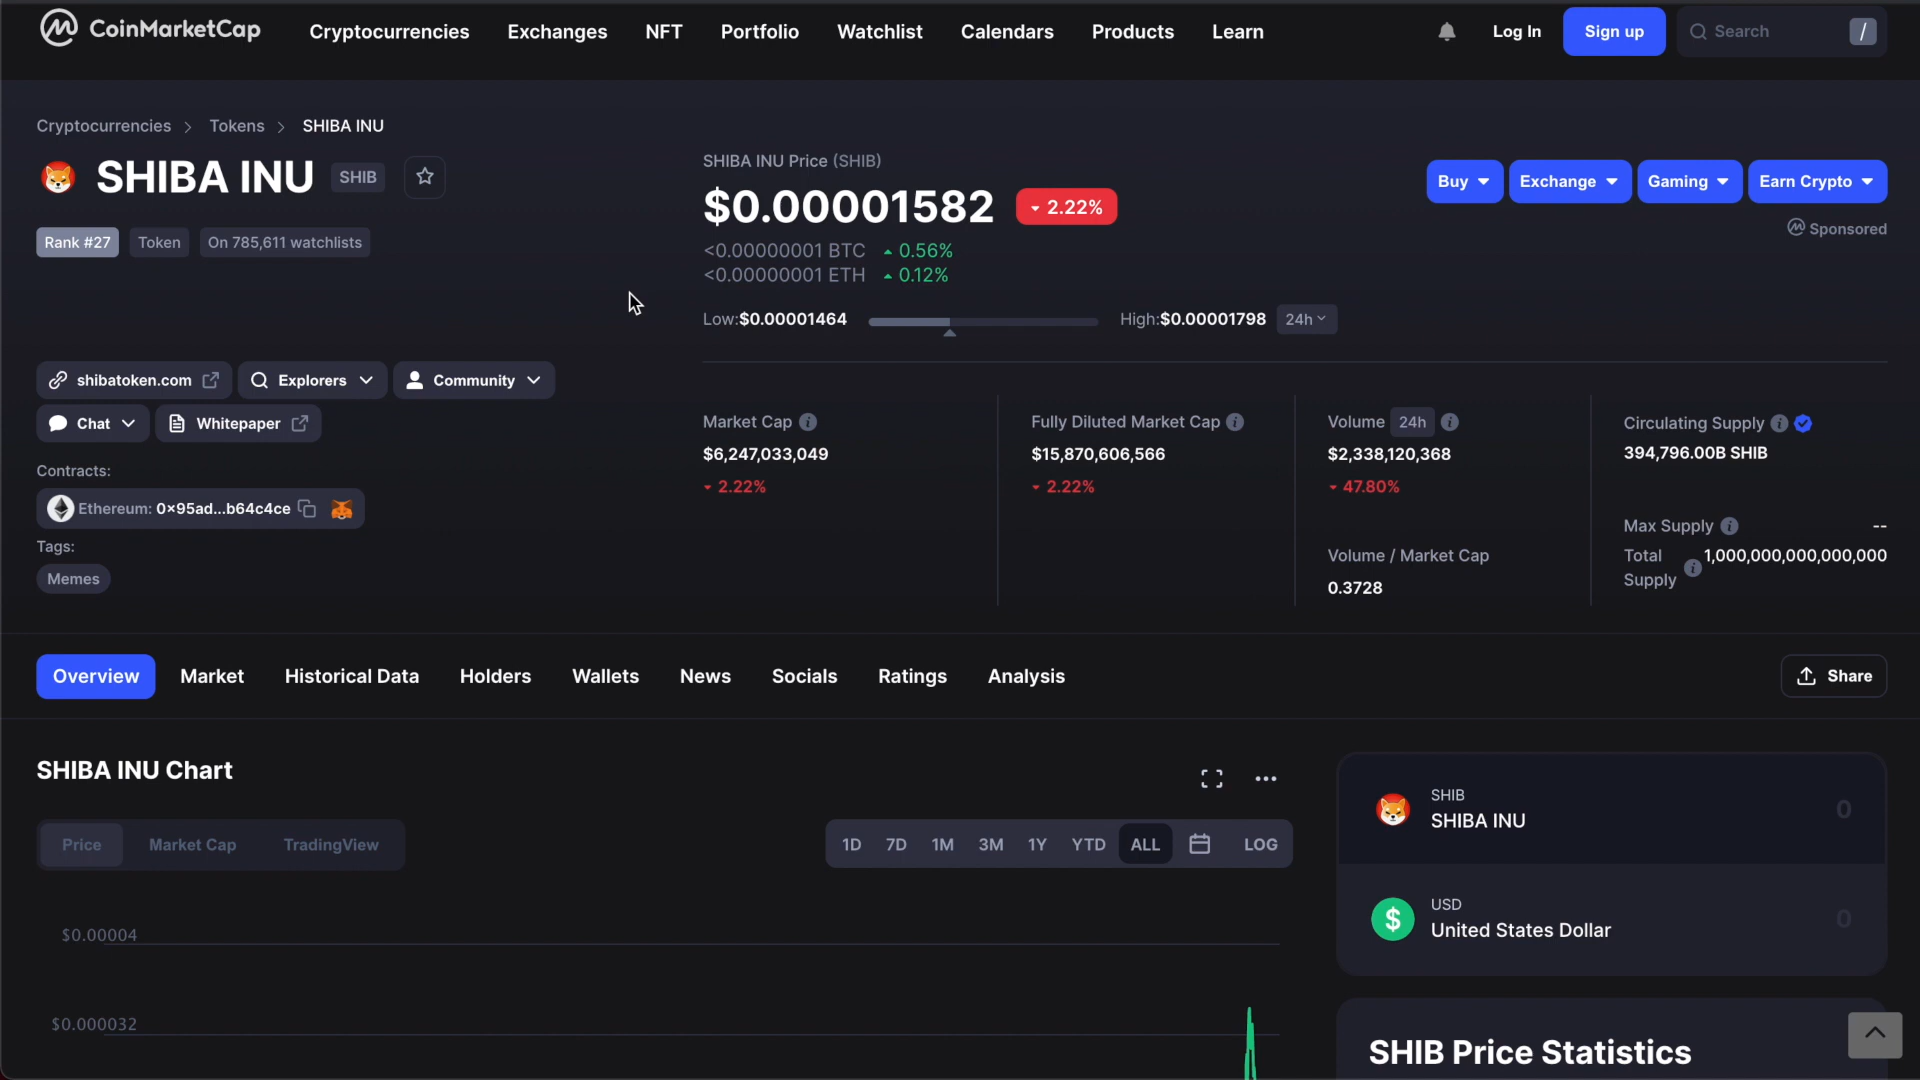 CoinMarketCap Cryptocurrencies Exchanges NFT Portfolio Watchlist Calendars Products Learn Log In Sign up Search /
Cryptocurrencies > Tokens > SHIBA INU
SHIBA INU SHIB
Rank #27 Token On 785,611 watchlists
SHIBA INU Price (SHIB)
$0.00001582 2.22%
<0.00000001 BTC 0.56%
<0.00000001 ETH 0.12%
Low:$0.00001464 High:$0.00001798 24h
Buy Exchange Gaming Earn Crypto
Sponsored
shibatoken.com Explorers Community
Chat Whitepaper
Contracts:
Ethereum: 0x95ad...b64c4ce
Tags:
Memes
Market Cap
$6,247,033,049
2.22%
Fully Diluted Market Cap
$15,870,606,566
2.22%
Volume 24h
$2,338,120,368
47.80%
Volume / Market Cap
0.3728
Circulating Supply
394,796.00B SHIB
Max Supply --
Total Supply 1,000,000,000,000,000
Overview Market Historical Data Holders Wallets News Socials Ratings Analysis Share
SHIBA INU Chart
Price Market Cap TradingView
1D 7D 1M 3M 1Y YTD ALL LOG
$0.00004
$0.000032
SHIB
SHIBA INU 0
$
USD
United States Dollar 0
SHIB Price Statistics